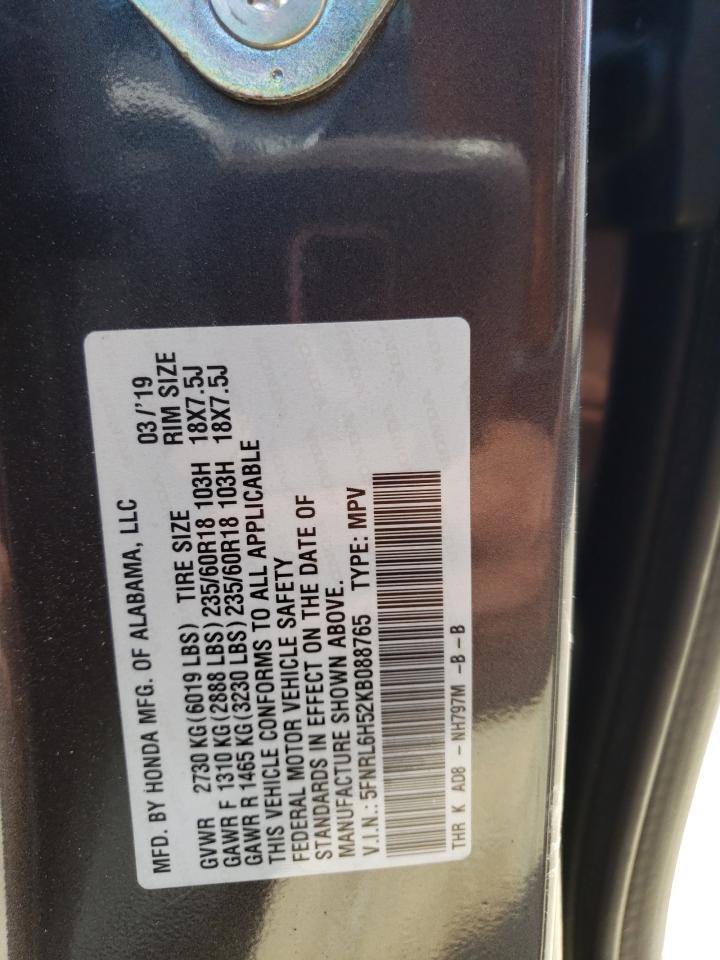 MFD. BY HONDA MFG. OF ALABAMA, LLC 03/'19
GVWR 2730 KG(6019 LBS) TIRE SIZE RIM SIZE
GAWR F 1310 KG(2888 LBS) 235/60R18 103H 18X7.5J
GAWR R 1465 KG(3230 LBS) 235/60R18 103H 18X7.5J
THIS VEHICLE CONFORMS TO ALL APPLICABLE
FEDERAL MOTOR VEHICLE SAFETY
STANDARDS IN EFFECT ON THE DATE OF
MANUFACTURE SHOWN ABOVE.
V.I.N.: 5FNRL6H52KB088765 TYPE: MPV
THR K AD8 -NH797M -B-B